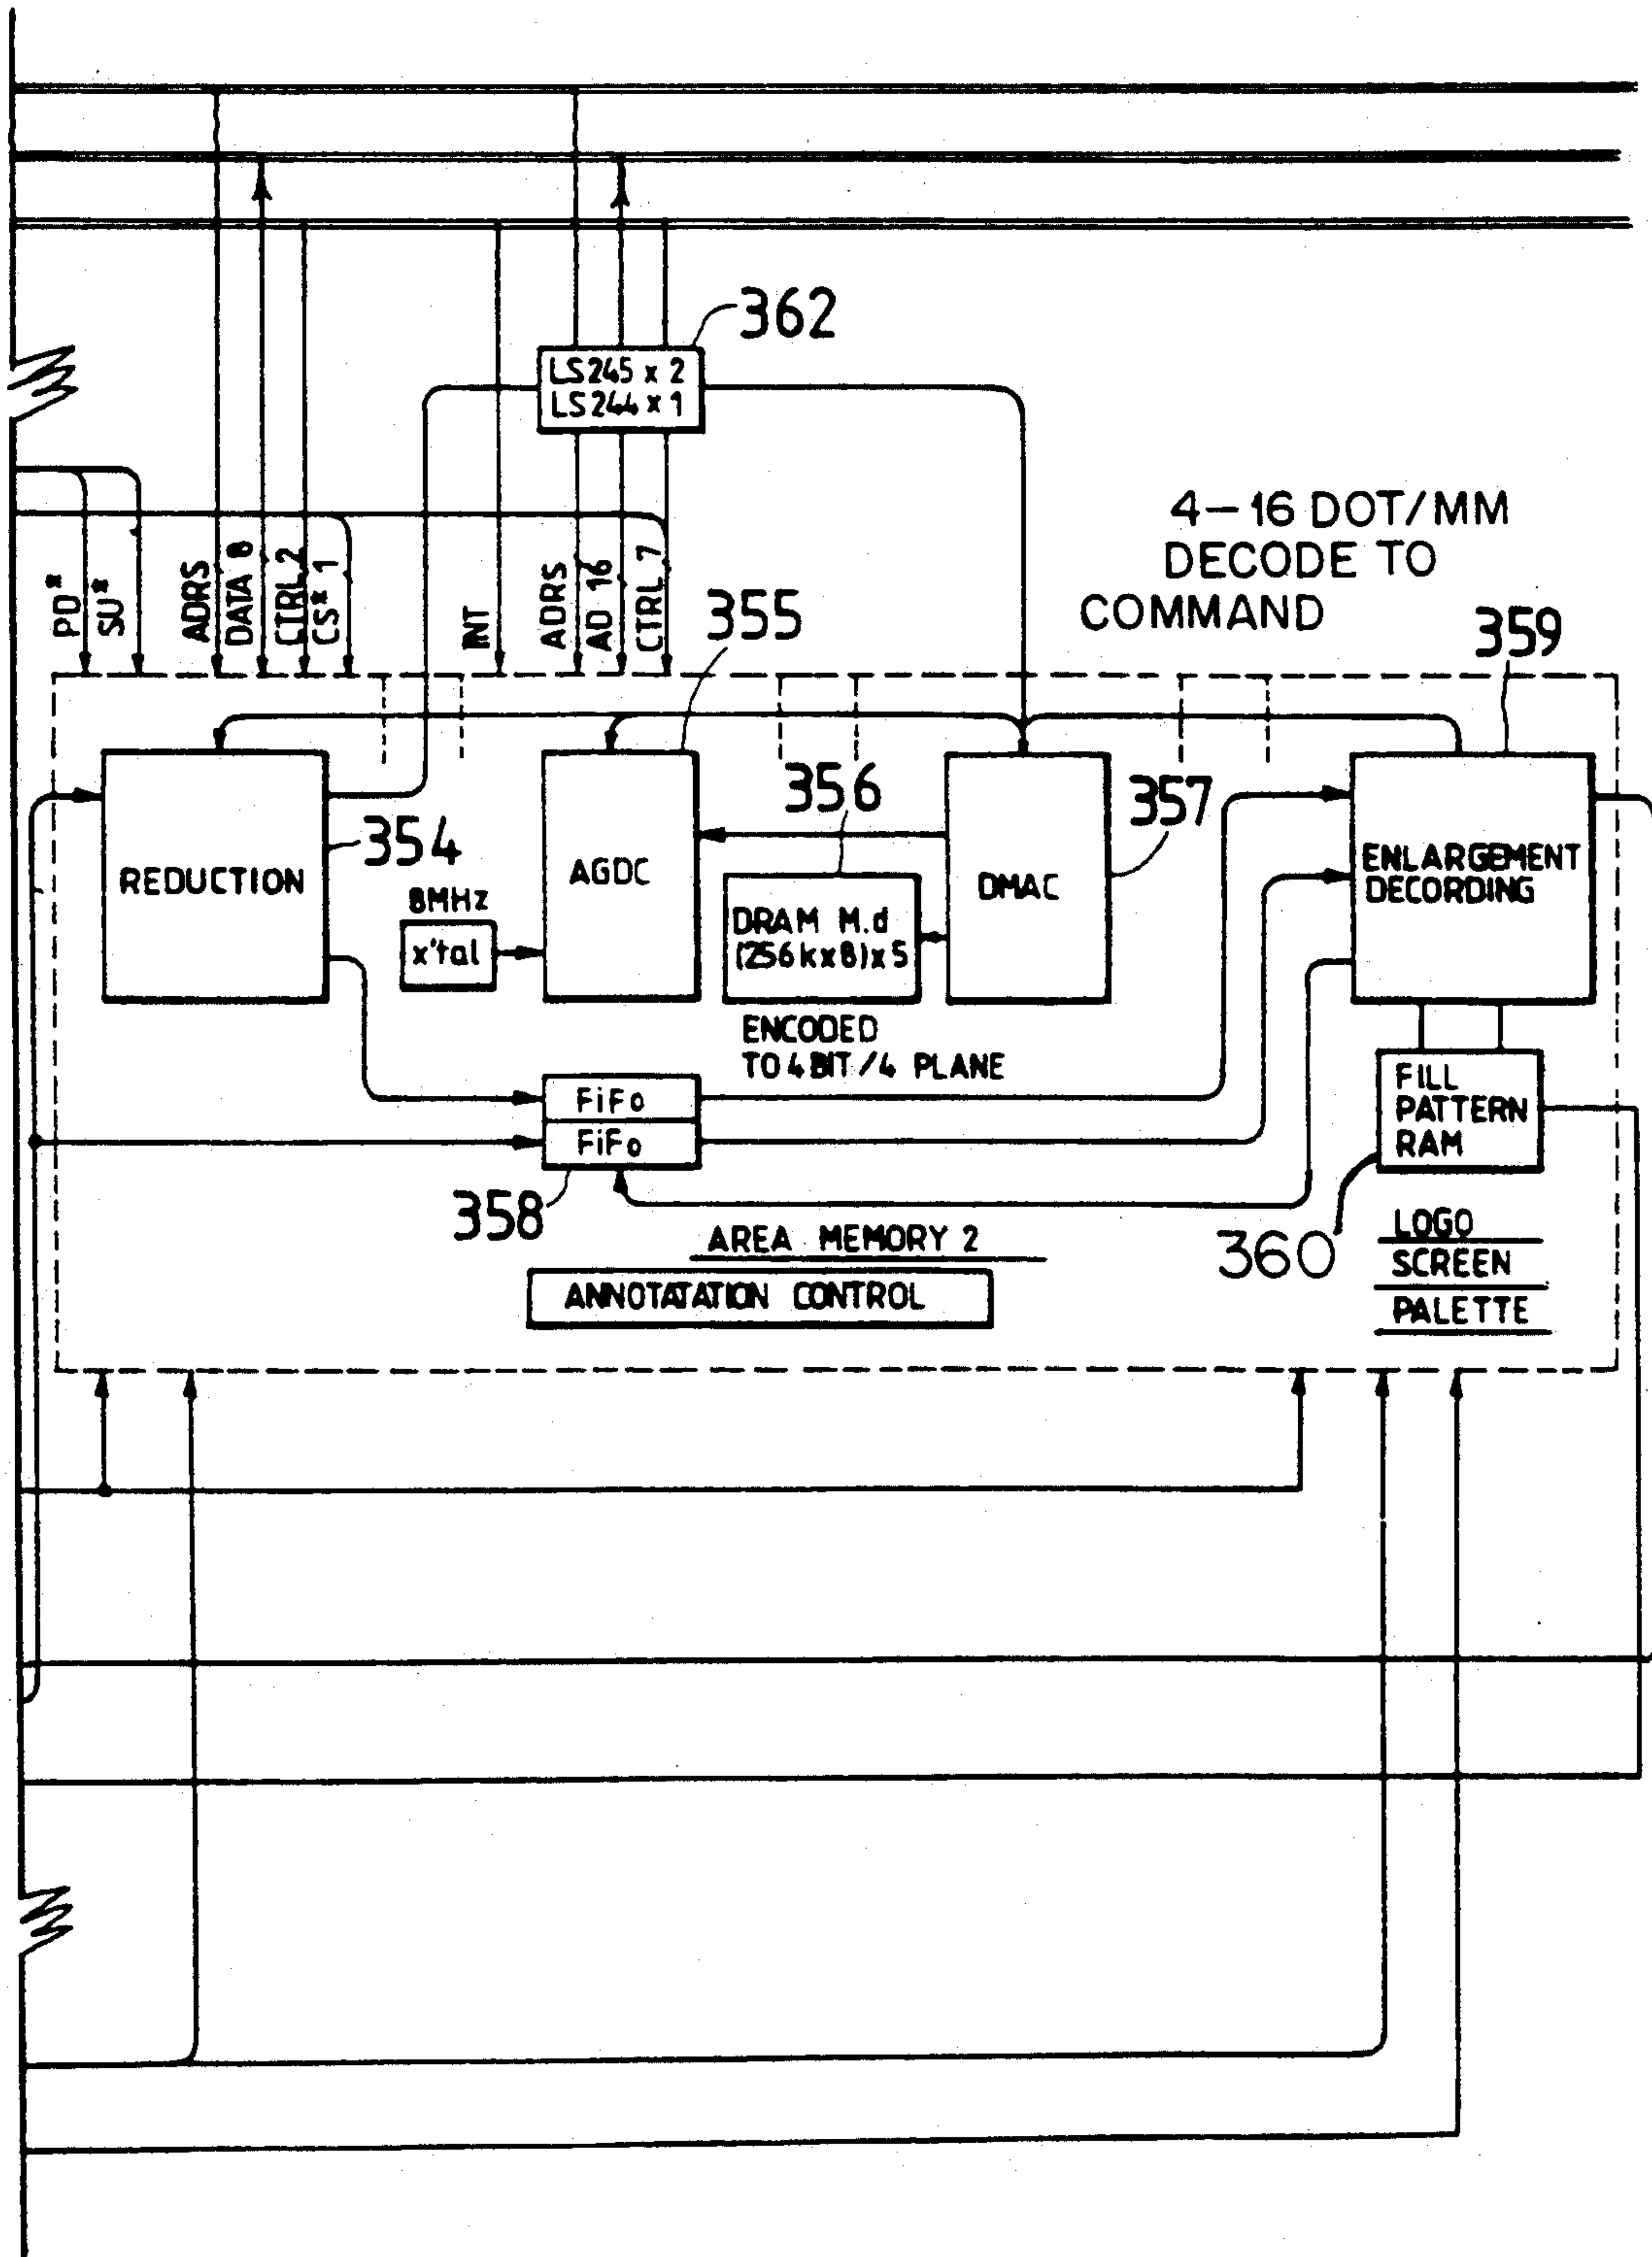 362
LS245 x 2
LS244 x 1
4-16 DOT/MM
DECODE TO
COMMAND
PD*
SU*
ADRS
DATA 8
CTRL 2
CS* 1
INT
ADRS
AD 16
CTRL 7
355
359
356
357
354
REDUCTION
8MHz
x'tal
AGDC
DRAM M.d
(256k x 8) x 5
DMAC
ENLARGEMENT
DECORDING
ENCODED
TO 4 BIT / 4 PLANE
FiFo
FiFo
358
FILL
PATTERN
RAM
360
AREA MEMORY 2
ANNOTATATION CONTROL
LOGO
SCREEN
PALETTE